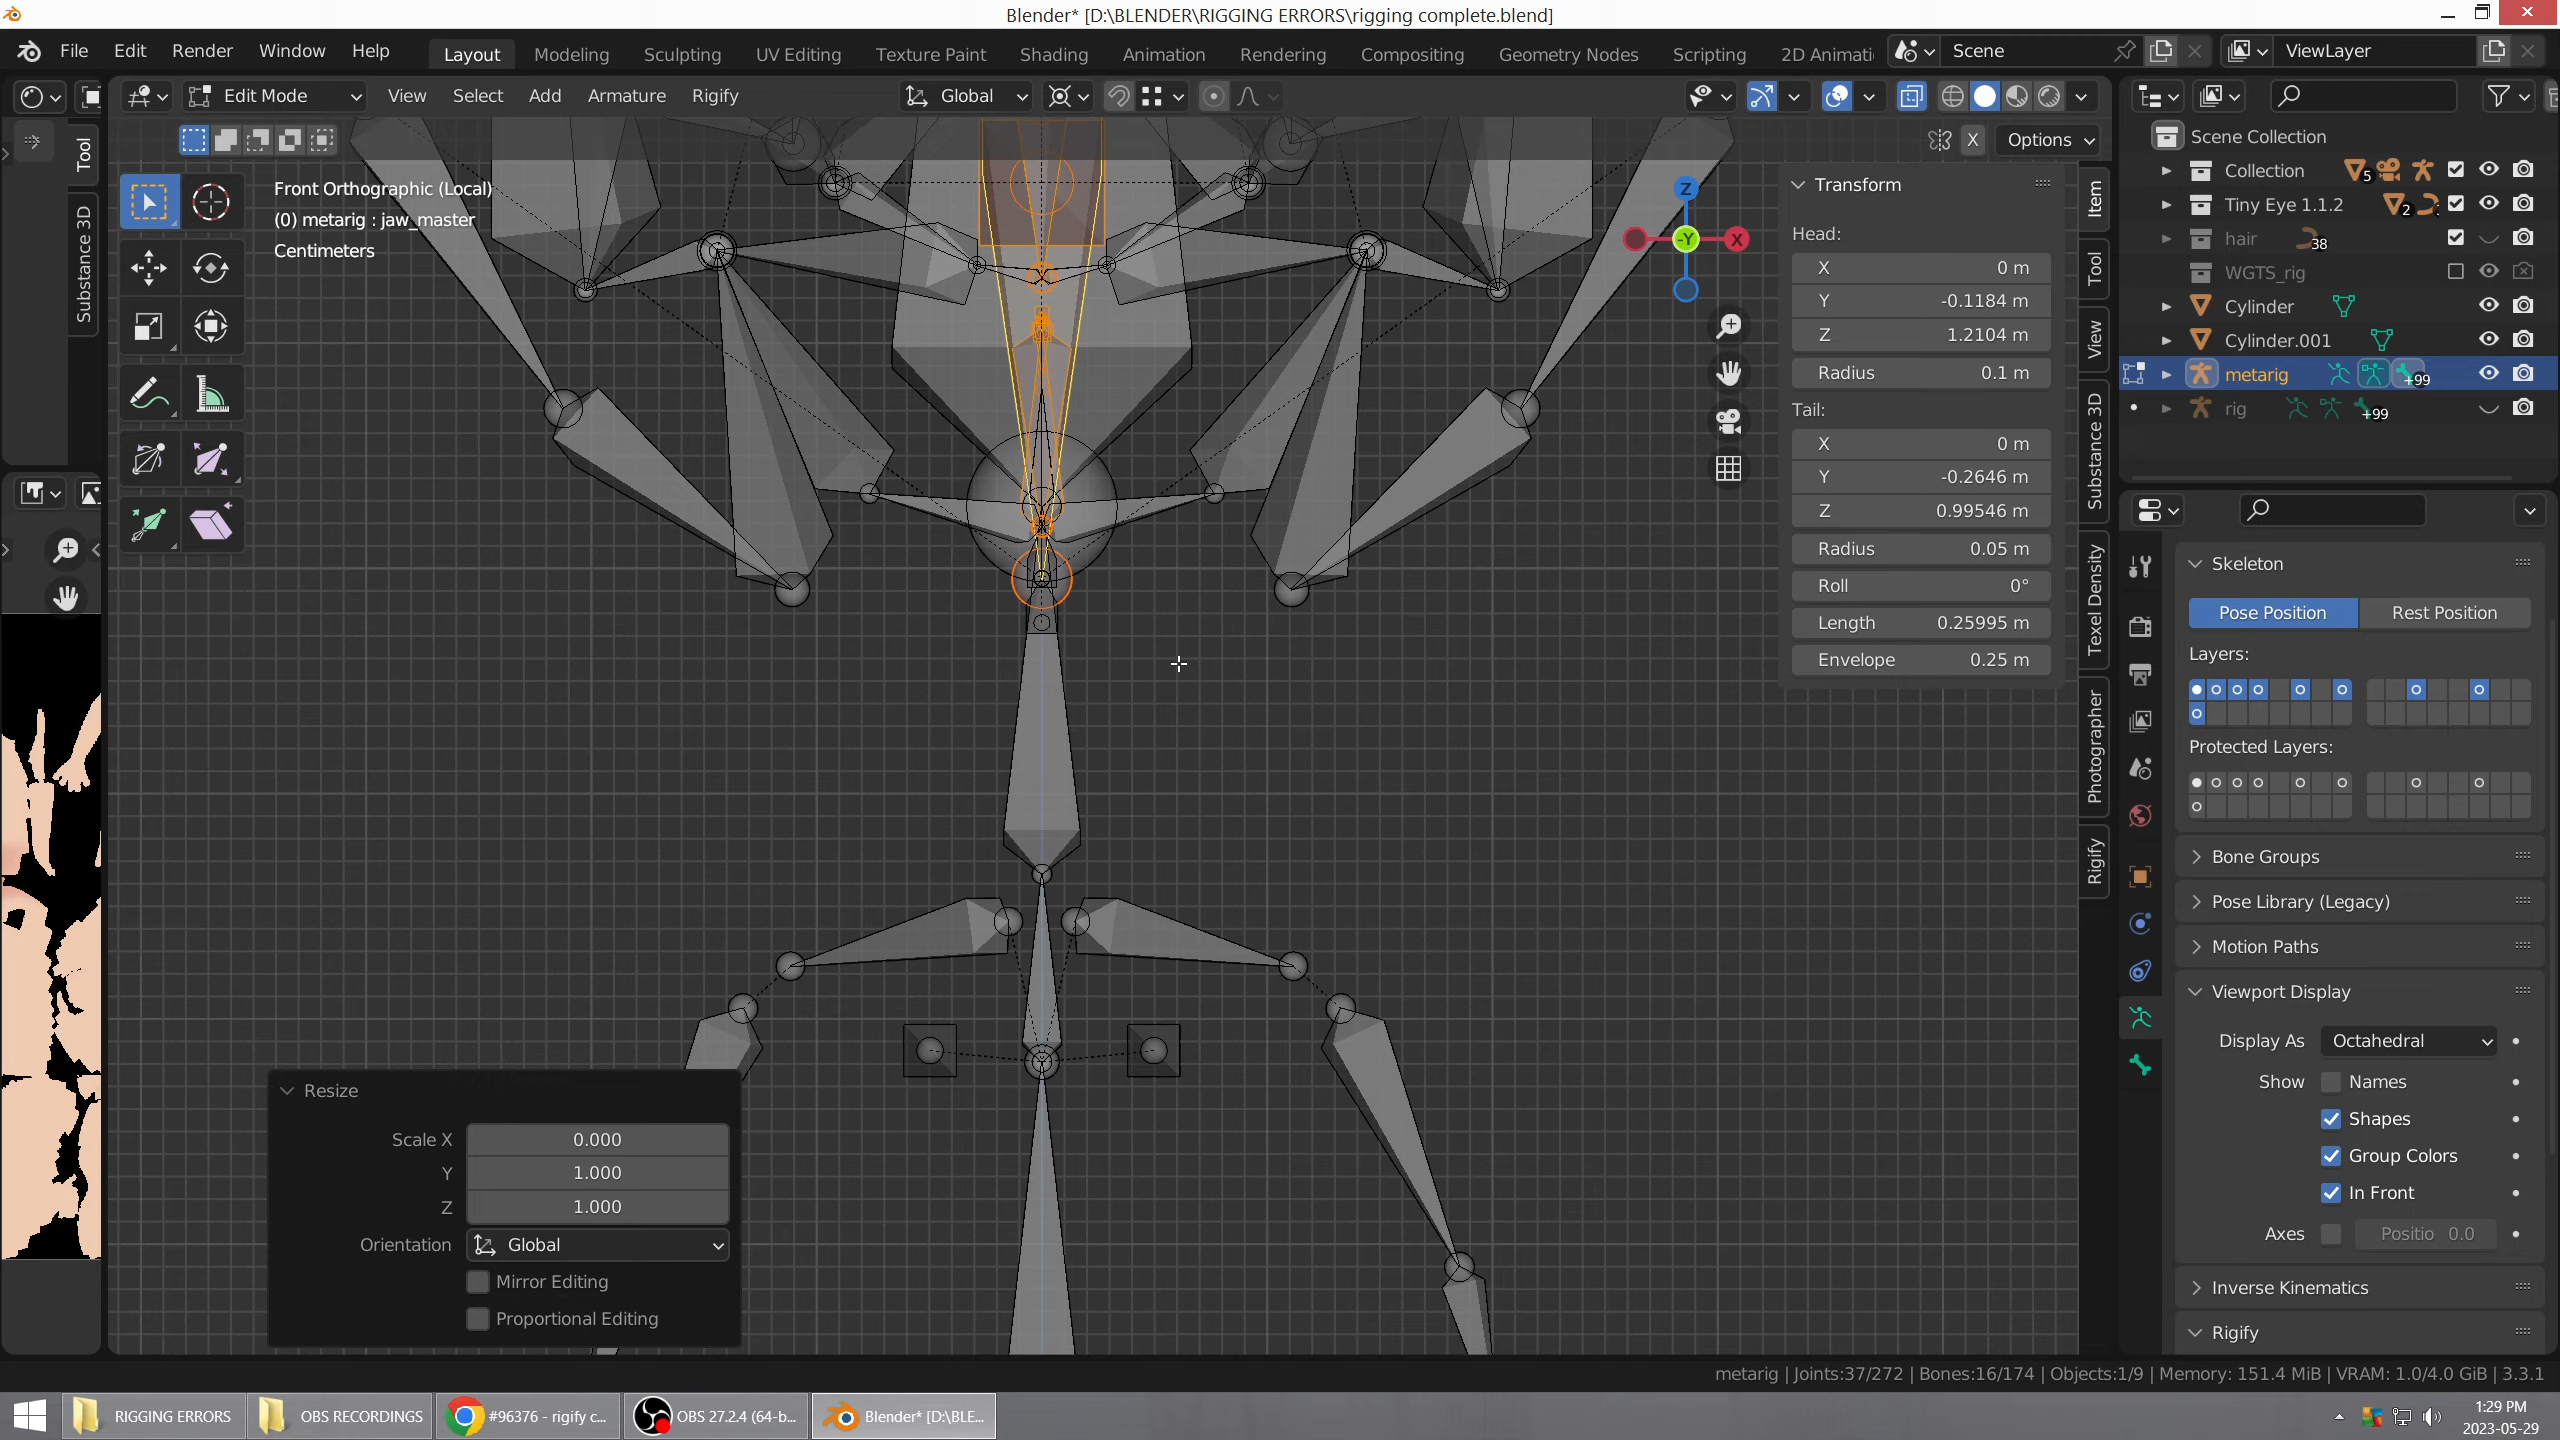 Blender* [D:\BLENDER\RIGGING ERRORS\rigging complete.blend]
File Edit Render Window Help
Layout Modeling Sculpting UV Editing Texture Paint Shading Animation Rendering Compositing Geometry Nodes Scripting 2D Animati
Scene
ViewLayer
Edit Mode View Select Add Armature Rigify
Global
X Options
Front Orthographic (Local)
(0) metarig : jaw_master
Centimeters
Tool
Substance 3D
Z
-Y
X
Transform
Head:
X 0 m
Y -0.1184 m
Z 1.2104 m
Radius 0.1 m
Tail:
X 0 m
Y -0.2646 m
Z 0.99546 m
Radius 0.05 m
Roll 0°
Length 0.25995 m
Envelope 0.25 m
Item
Tool
View
Substance 3D
Texel Density
Photographer
Rigify
Scene Collection
Collection 5
Tiny Eye 1.1.2 2
hair 38
WGTS_rig
Cylinder
Cylinder.001
metarig +99
rig +99
Skeleton
Pose Position Rest Position
Layers:
Protected Layers:
Bone Groups
Pose Library (Legacy)
Motion Paths
Viewport Display
Display As Octahedral
Show Names
Shapes
Group Colors
In Front
Axes Positio 0.0
Inverse Kinematics
Rigify
Resize
Scale X 0.000
Y 1.000
Z 1.000
Orientation Global
Mirror Editing
Proportional Editing
metarig | Joints:37/272 | Bones:16/174 | Objects:1/9 | Memory: 151.4 MiB | VRAM: 1.0/4.0 GiB | 3.3.1
RIGGING ERRORS
OBS RECORDINGS
#96376 - rigify c...
OBS 27.2.4 (64-b...
Blender* [D:\BLE...
1:29 PM
2023-05-29